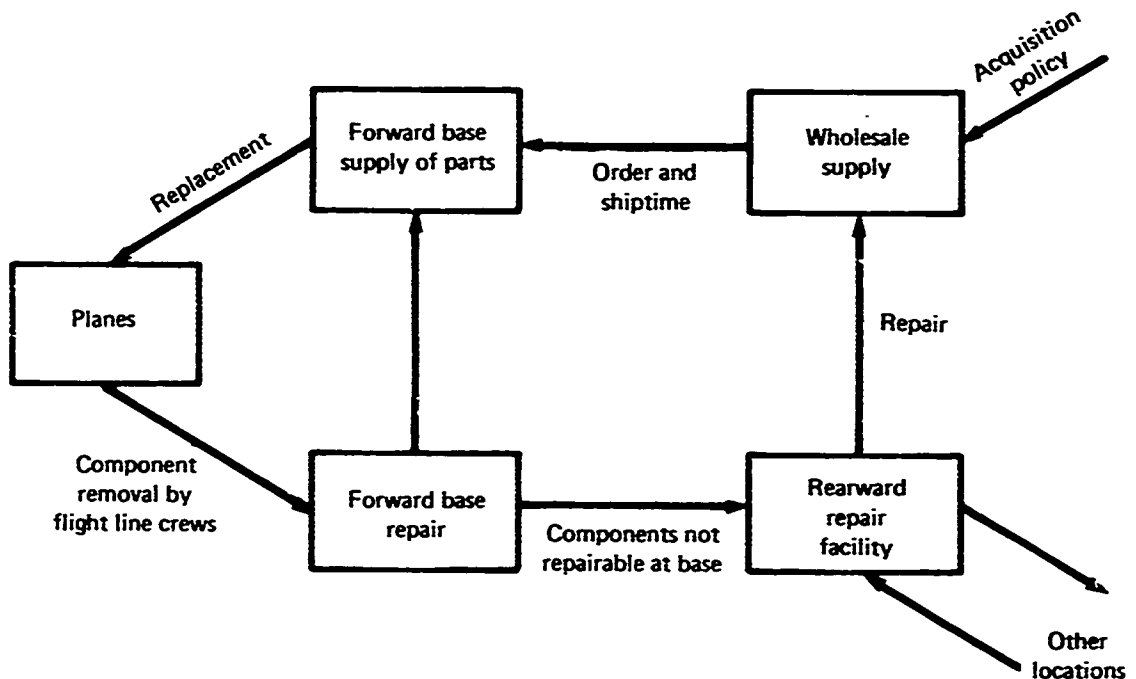 Acquisition
policy
Forward base
supply of parts
Wholesale
supply
Replacement
Order and
shiptime
Planes
Repair
Component
removal by
flight line crews
Forward base
repair
Components not
repairable at base
Rearward
repair
facility
Other
locations